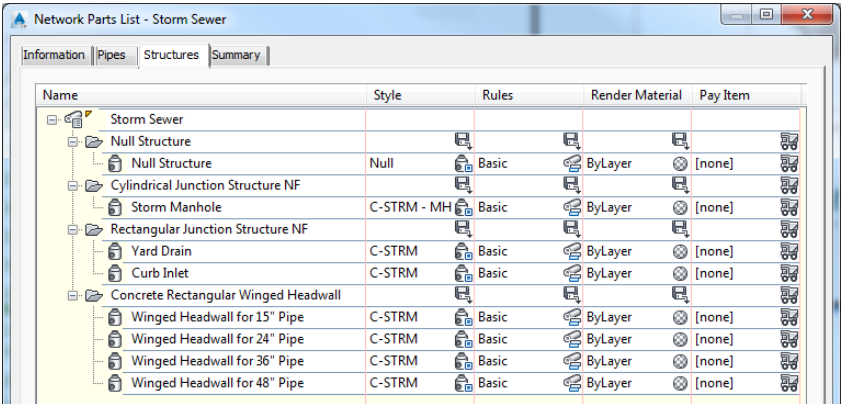 Network Parts List - Storm Sewer
Information Pipes Structures Summary
Name Style Rules Render Material Pay Item
Storm Sewer
Null Structure
Null Structure Null Basic ByLayer [none]
Cylindrical Junction Structure NF
Storm Manhole C-STRM - MH Basic ByLayer [none]
Rectangular Junction Structure NF
Yard Drain C-STRM Basic ByLayer [none]
Curb Inlet C-STRM Basic ByLayer [none]
Concrete Rectangular Winged Headwall
Winged Headwall for 15" Pipe C-STRM Basic ByLayer [none]
Winged Headwall for 24" Pipe C-STRM Basic ByLayer [none]
Winged Headwall for 36" Pipe C-STRM Basic ByLayer [none]
Winged Headwall for 48" Pipe C-STRM Basic ByLayer [none]